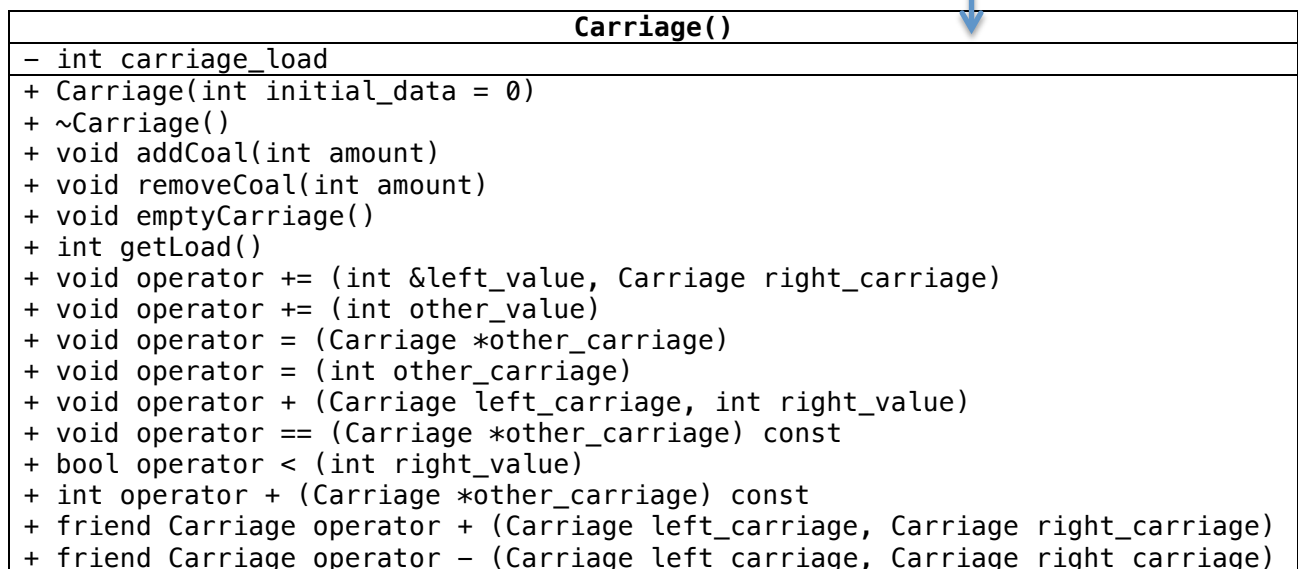 Carriage()
– int carriage_load
+ Carriage(int initial_data = 0)
+ ~Carriage()
+ void addCoal(int amount)
+ void removeCoal(int amount)
+ void emptyCarriage()
+ int getLoad()
+ void operator += (int &left_value, Carriage right_carriage)
+ void operator += (int other_value)
+ void operator = (Carriage *other_carriage)
+ void operator = (int other_carriage)
+ void operator + (Carriage left_carriage, int right_value)
+ void operator == (Carriage *other_carriage) const
+ bool operator < (int right_value)
+ int operator + (Carriage *other_carriage) const
+ friend Carriage operator + (Carriage left_carriage, Carriage right_carriage)
+ friend Carriage operator – (Carriage left_carriage, Carriage right_carriage)